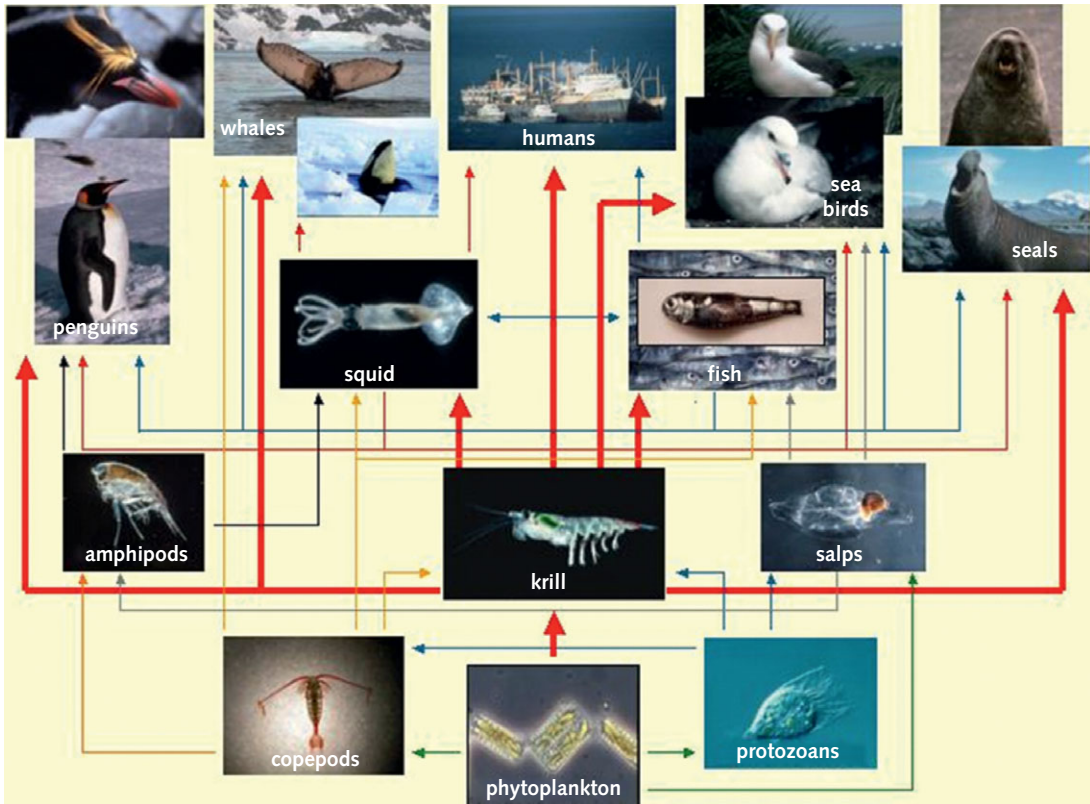 whales
humans
sea
birds
seals
penguins
squid
fish
amphipods
krill
salps
copepods
phytoplankton
protozoans